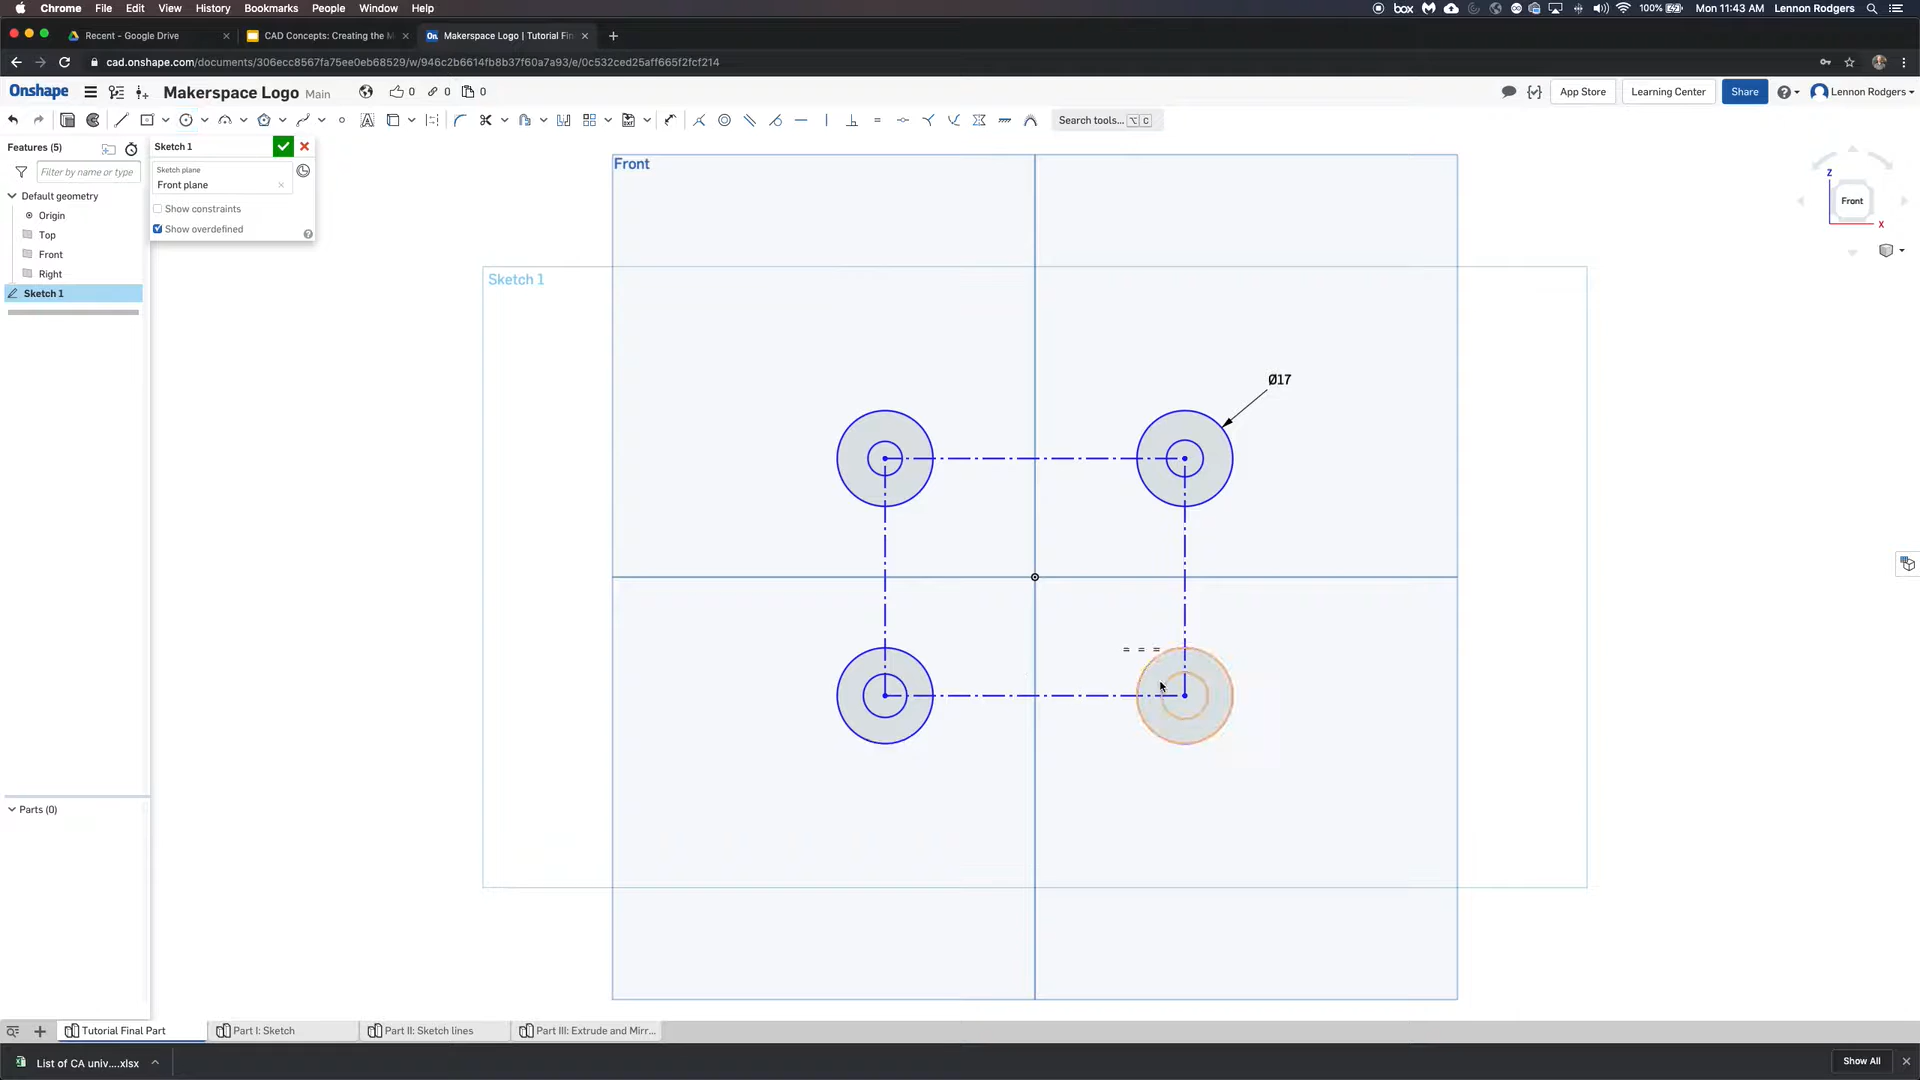 Chrome File Edit View History Bookmarks People Window Help
box 100% Mon 11:43 AM Lennon Rodgers
Recent - Google Drive
CAD Concepts: Creating the M
On Makerspace Logo | Tutorial Fin
cad.onshape.com/documents/306ecc8567fa75ee0eb68529/w/946c2b6614fb8b37f60a7a93/e/0c532ced25aff665f2fcf214
Onshape Makerspace Logo Main 0 0 0
App Store Learning Center Share Lennon Rodgers
Search tools... ⌥ C
Features (5)
Filter by name or type
Default geometry
Origin
Top
Front
Right
Sketch 1
Parts (0)
Sketch 1
Sketch plane
Front plane
Show constraints
Show overdefined
Front
Sketch 1
Ø17
= = =
Z
Front
X
Tutorial Final Part
Part I: Sketch
Part II: Sketch lines
Part III: Extrude and Mirr...
List of CA univ....xlsx
Show All